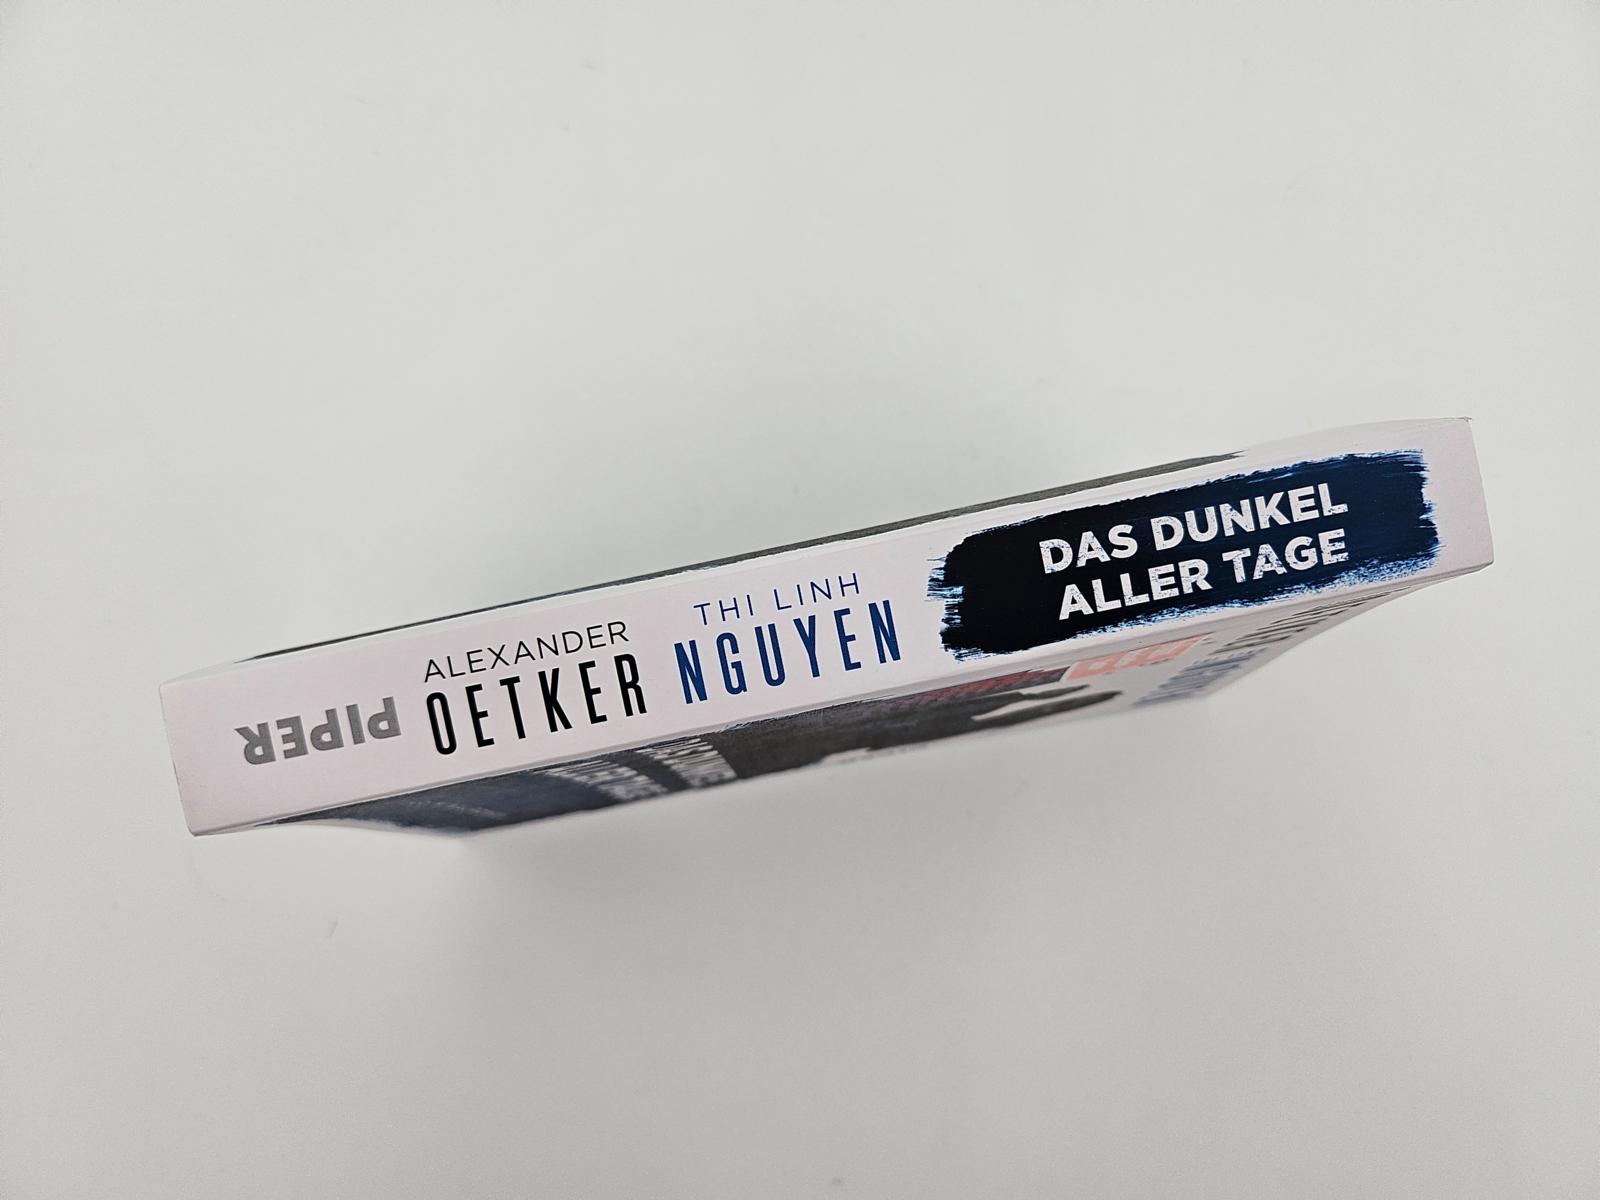 PIPER
ALEXANDER
OETKER
THI LINH
NGUYEN
DAS DUNKEL
ALLER TAGE